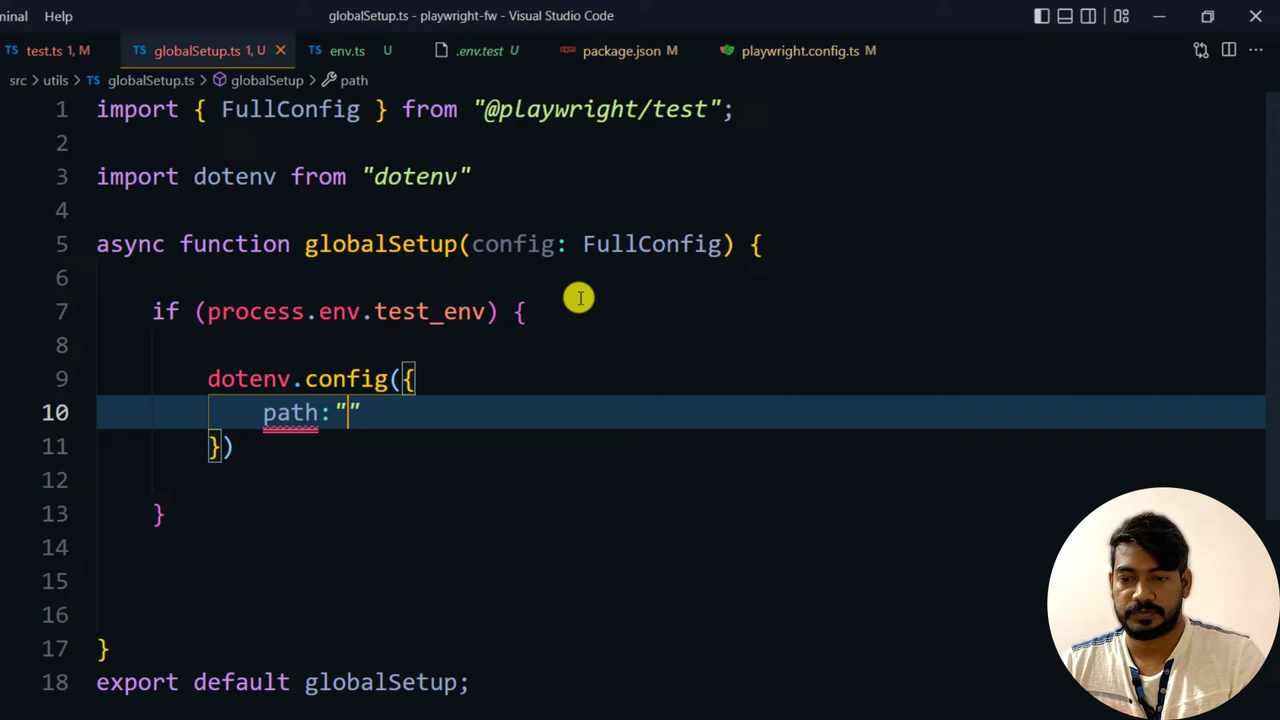 minal Help globalSetup.ts - playwright-fw - Visual Studio Code
test.ts 1, M globalSetup.ts 1, U env.ts U .env.test U package.json M playwright.config.ts M
src > utils > TS globalSetup.ts > globalSetup > path
1 import { FullConfig } from "@playwright/test";
2
3 import dotenv from "dotenv"
4
5 async function globalSetup(config: FullConfig) {
6
7 if (process.env.test_env) {
8
9 dotenv.config({
10 path:""
11 })
12
13 }
14
15
16
17 }
18 export default globalSetup;